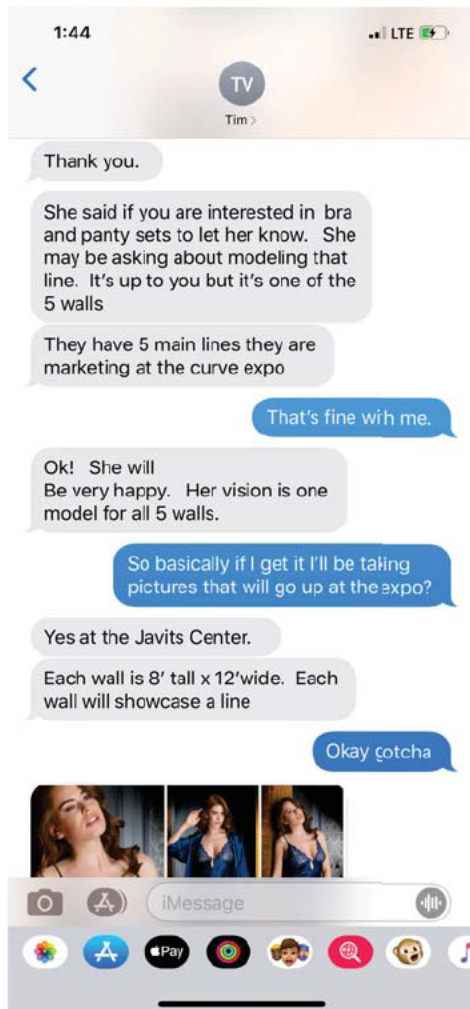 1:44
LTE
TV
Tim >
Thank you.
She said if you are interested in bra
and panty sets to let her know. She
may be asking about modeling that
line. It's up to you but it's one of the
5 walls
They have 5 main lines they are
marketing at the curve expo
That's fine with me.
Ok! She will
Be very happy. Her vision is one
model for all 5 walls.
So basically if I get it I'll be taking
pictures that will go up at the expo?
Yes at the Javits Center.
Each wall is 8' tall x 12'wide. Each
wall will showcase a line
Okay gotcha
iMessage
Pay